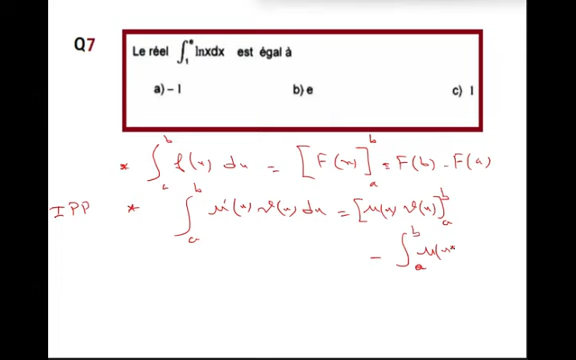 Q7
Le réel ∫₁ᵉ lnxdx est égal à
a) – 1 b) e c) 1
* ∫ₐᵇ f(x) dx = [F(x)]ₐᵇ = F(b) - F(a)
IPP * ∫ₐᵇ u'(x) v(x) dx = [u(x) v(x)]ₐᵇ
- ∫ₐᵇ u(x